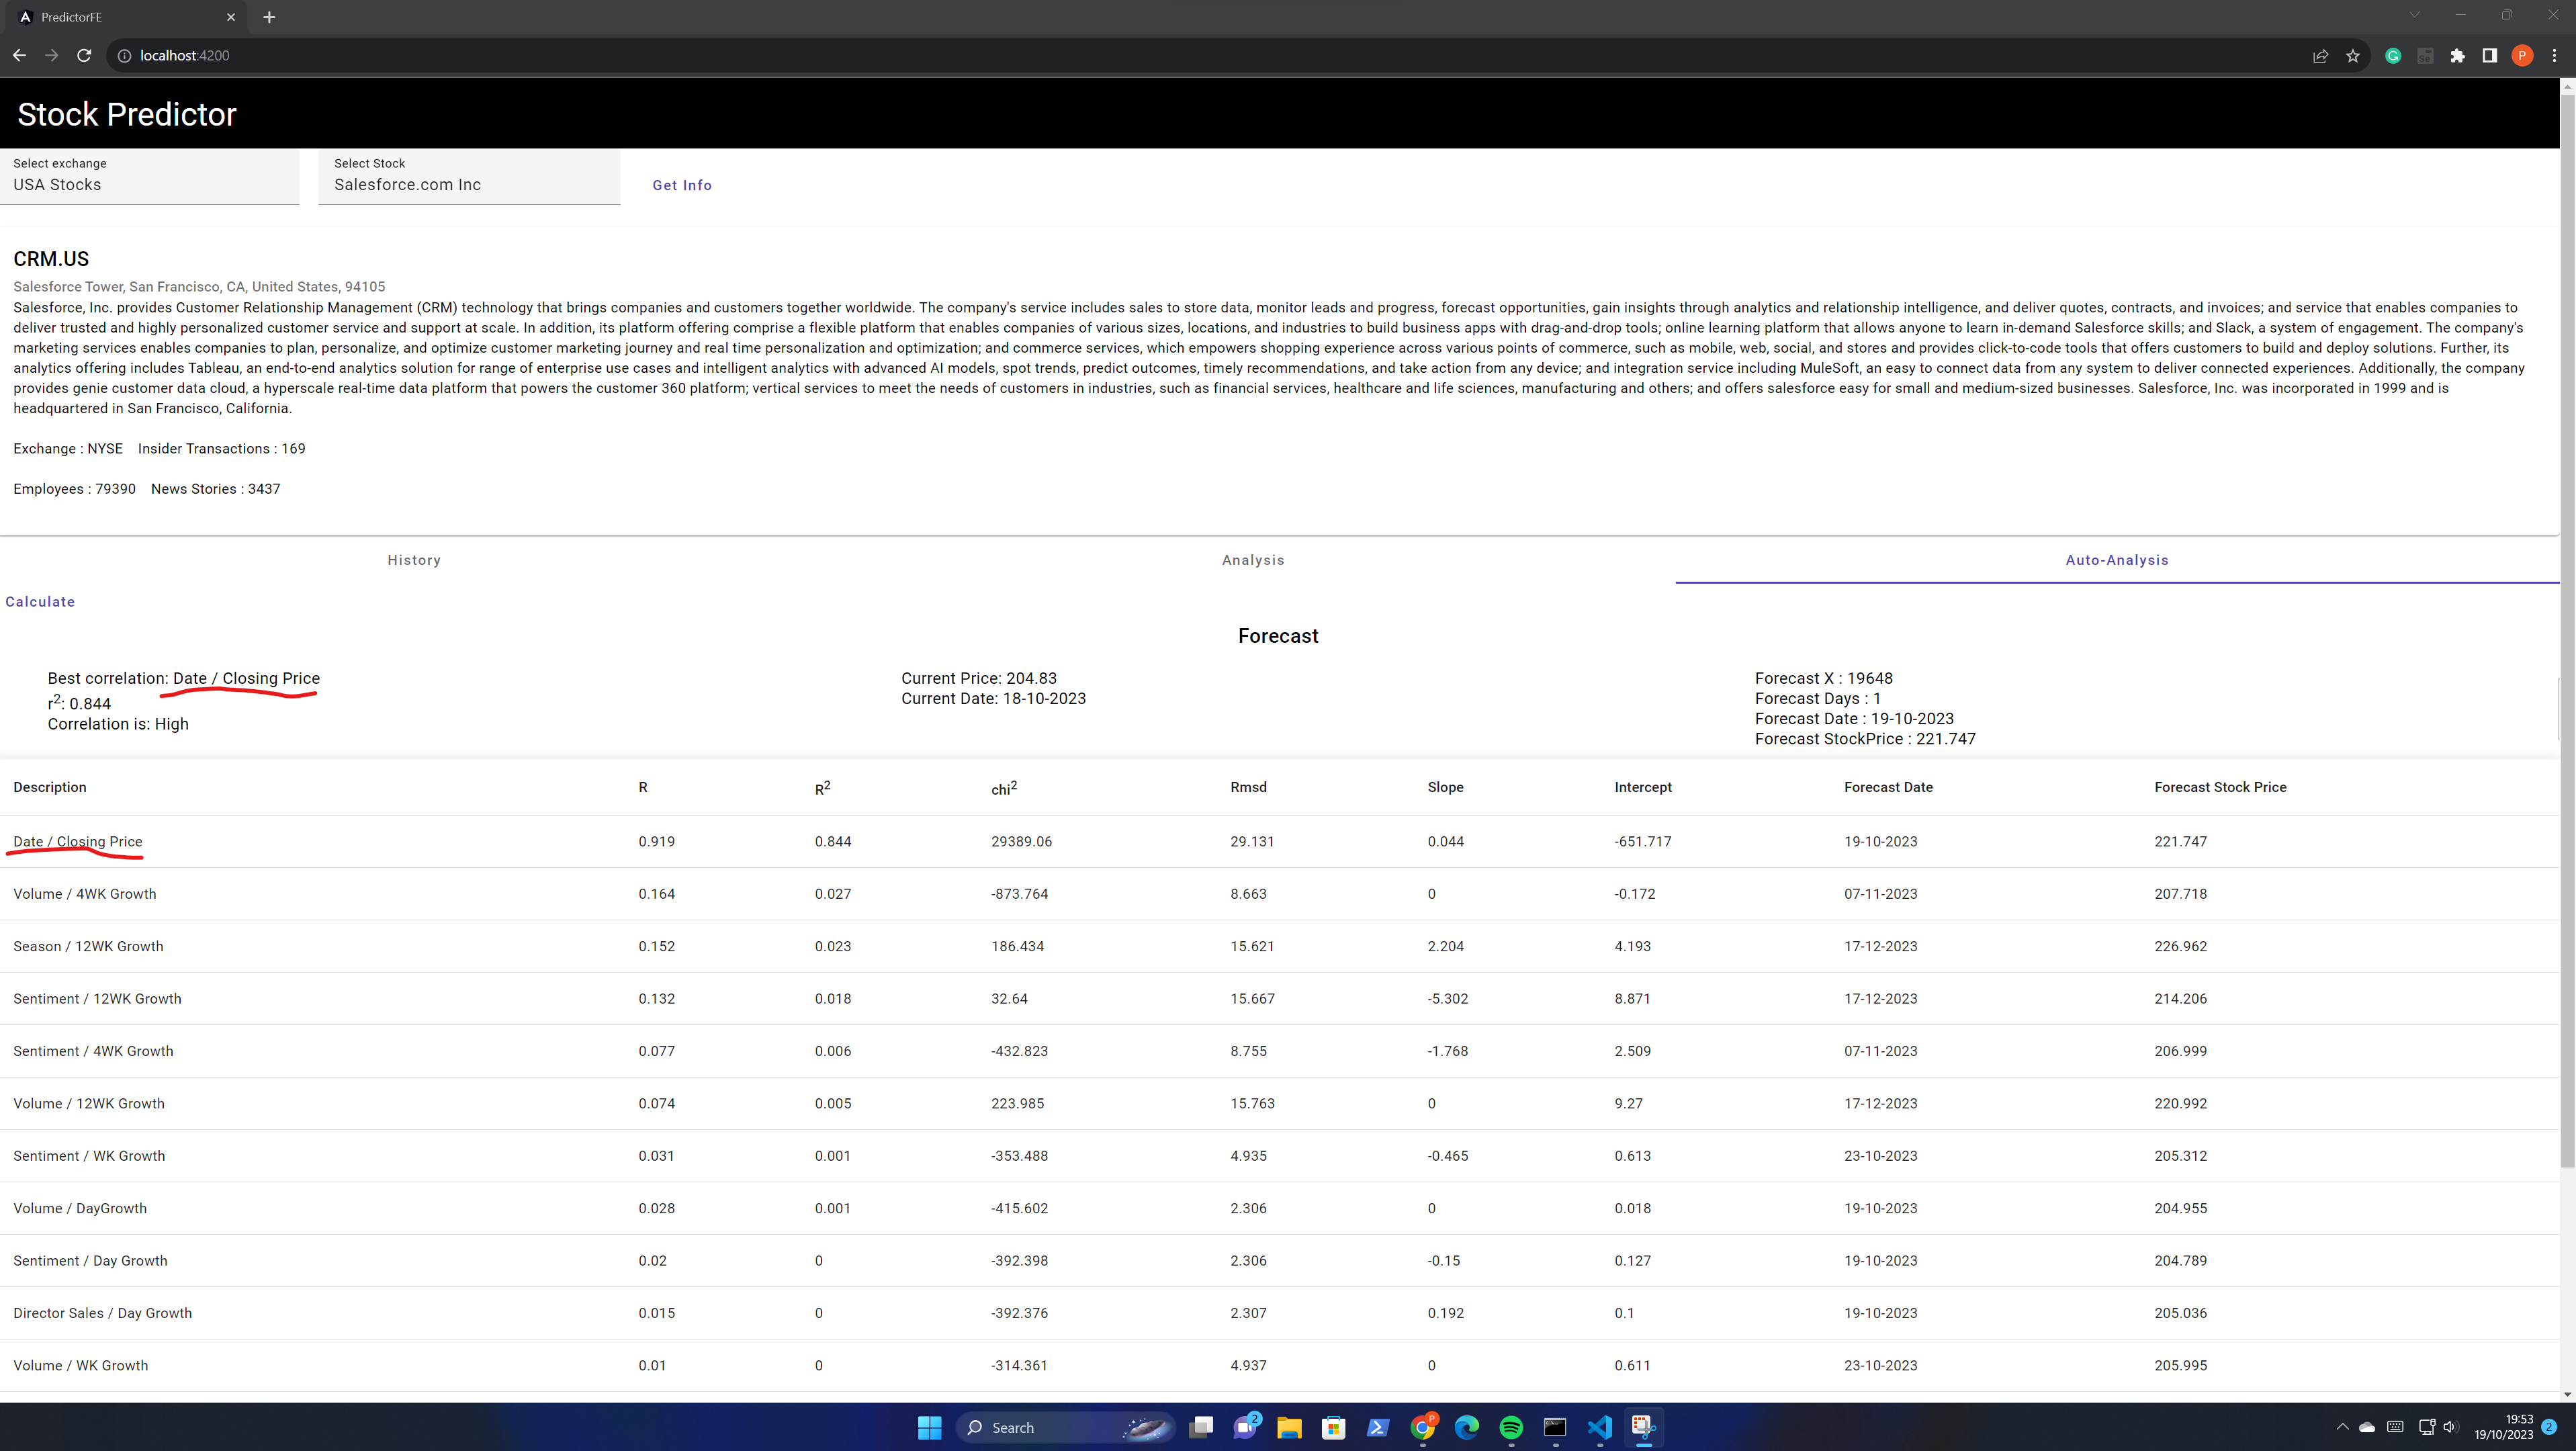 PredictorFE
localhost:4200
Stock Predictor
Select exchange
USA Stocks
Select Stock
Salesforce.com Inc
Get Info
CRM.US
Salesforce Tower, San Francisco, CA, United States, 94105
Salesforce, Inc. provides Customer Relationship Management (CRM) technology that brings companies and customers together worldwide. The company's service includes sales to store data, monitor leads and progress, forecast opportunities, gain insights through analytics and relationship intelligence, and deliver quotes, contracts, and invoices; and service that enables companies to
deliver trusted and highly personalized customer service and support at scale. In addition, its platform offering comprise a flexible platform that enables companies of various sizes, locations, and industries to build business apps with drag-and-drop tools; online learning platform that allows anyone to learn in-demand Salesforce skills; and Slack, a system of engagement. The company's
marketing services enables companies to plan, personalize, and optimize customer marketing journey and real time personalization and optimization; and commerce services, which empowers shopping experience across various points of commerce, such as mobile, web, social, and stores and provides click-to-code tools that offers customers to build and deploy solutions. Further, its
analytics offering includes Tableau, an end-to-end analytics solution for range of enterprise use cases and intelligent analytics with advanced AI models, spot trends, predict outcomes, timely recommendations, and take action from any device; and integration service including MuleSoft, an easy to connect data from any system to deliver connected experiences. Additionally, the company
provides genie customer data cloud, a hyperscale real-time data platform that powers the customer 360 platform; vertical services to meet the needs of customers in industries, such as financial services, healthcare and life sciences, manufacturing and others; and offers salesforce easy for small and medium-sized businesses. Salesforce, Inc. was incorporated in 1999 and is
headquartered in San Francisco, California.
Exchange : NYSE Insider Transactions : 169
Employees : 79390 News Stories : 3437
History Analysis Auto-Analysis
Calculate
Forecast
Best correlation: Date / Closing Price
r2: 0.844
Correlation is: High
Current Price: 204.83
Current Date: 18-10-2023
Forecast X : 19648
Forecast Days : 1
Forecast Date : 19-10-2023
Forecast StockPrice : 221.747
Description R R2 chi2 Rmsd Slope Intercept Forecast Date Forecast Stock Price
Date / Closing Price 0.919 0.844 29389.06 29.131 0.044 -651.717 19-10-2023 221.747
Volume / 4WK Growth 0.164 0.027 -873.764 8.663 0 -0.172 07-11-2023 207.718
Season / 12WK Growth 0.152 0.023 186.434 15.621 2.204 4.193 17-12-2023 226.962
Sentiment / 12WK Growth 0.132 0.018 32.64 15.667 -5.302 8.871 17-12-2023 214.206
Sentiment / 4WK Growth 0.077 0.006 -432.823 8.755 -1.768 2.509 07-11-2023 206.999
Volume / 12WK Growth 0.074 0.005 223.985 15.763 0 9.27 17-12-2023 220.992
Sentiment / WK Growth 0.031 0.001 -353.488 4.935 -0.465 0.613 23-10-2023 205.312
Volume / DayGrowth 0.028 0.001 -415.602 2.306 0 0.018 19-10-2023 204.955
Sentiment / Day Growth 0.02 0 -392.398 2.306 -0.15 0.127 19-10-2023 204.789
Director Sales / Day Growth 0.015 0 -392.376 2.307 0.192 0.1 19-10-2023 205.036
Volume / WK Growth 0.01 0 -314.361 4.937 0 0.611 23-10-2023 205.995
Search
2
P
19:53
19/10/2023
2